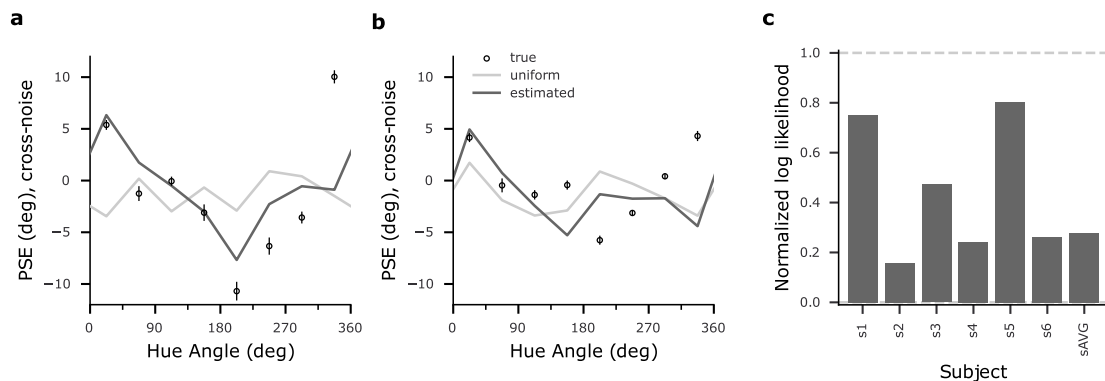 a
PSE (deg), cross-noise
10
5
0
−5
−10
0 90 180 270 360
Hue Angle (deg)
b
PSE (deg), cross-noise
true
uniform
estimated
10
5
0
−5
−10
0 90 180 270 360
Hue Angle (deg)
c
Normalized log likelihood
1.0
0.8
0.6
0.4
0.2
0.0
s1 s2 s3 s4 s5 s6 sAVG
Subject